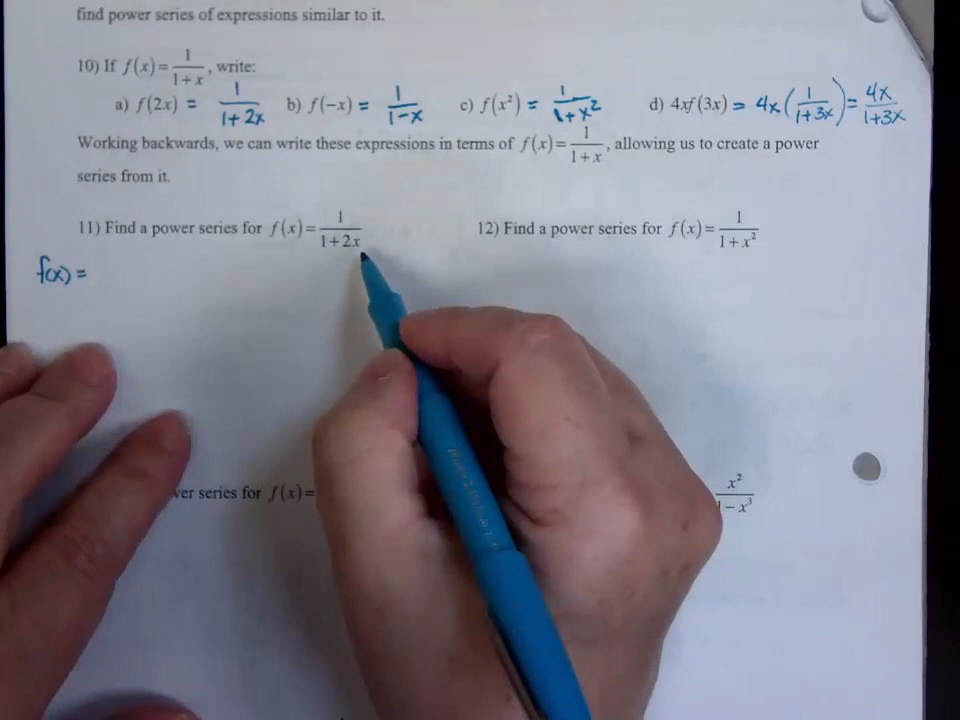 find power series of expressions similar to it.
10) If f(x) = 1/(1+x), write:
a) f(2x) = 1/(1+2x) b) f(−x) = 1/(1−x) c) f(x²) = 1/(1+x²) d) 4xf(3x) = 4x(1/(1+3x)) = 4x/(1+3x)
Working backwards, we can write these expressions in terms of f(x) = 1/(1+x), allowing us to create a power
series from it.
11) Find a power series for f(x) = 1/(1+2x) 12) Find a power series for f(x) = 1/(1+x²)
f(x) =
series for f(x) = x²/(1−x³)